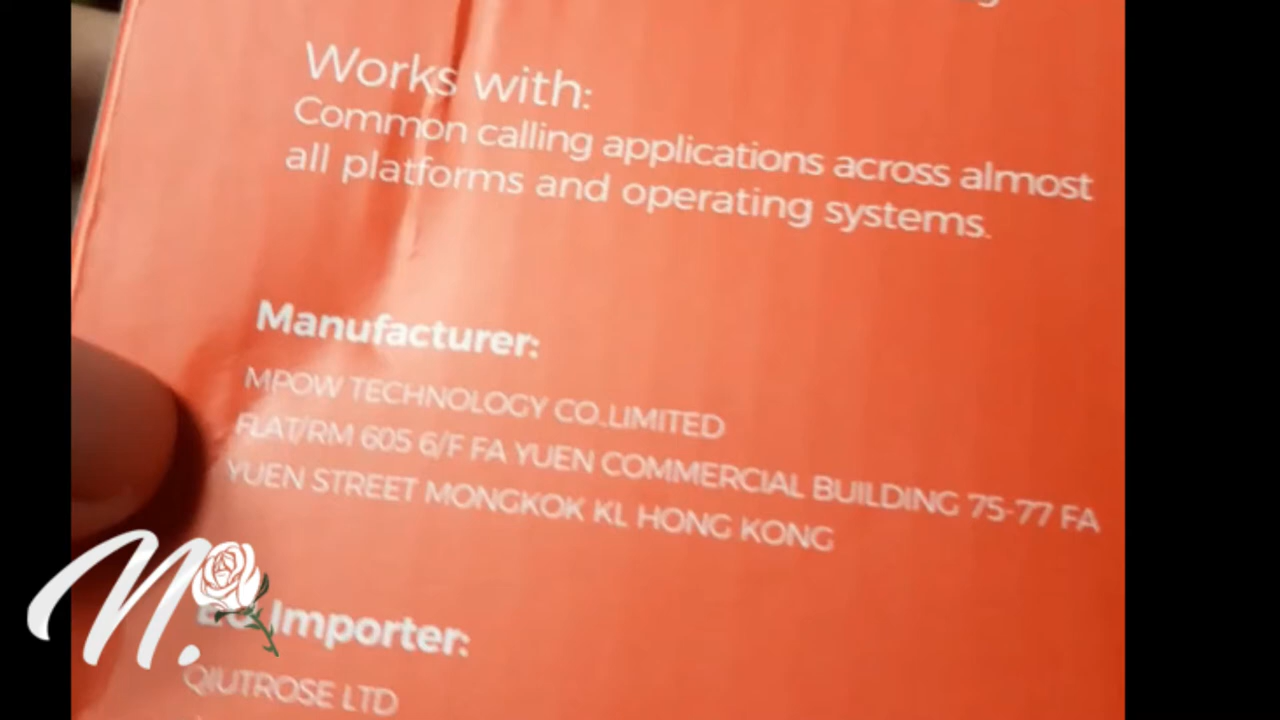 Works with:
Common calling applications across almost
all platforms and operating systems.
Manufacturer:
MPOW TECHNOLOGY CO.,LIMITED
FLAT/RM 605 6/F FA YUEN COMMERCIAL BUILDING 75-77 FA
YUEN STREET MONGKOK KL HONG KONG
Importer:
QIUTROSE LTD
N.